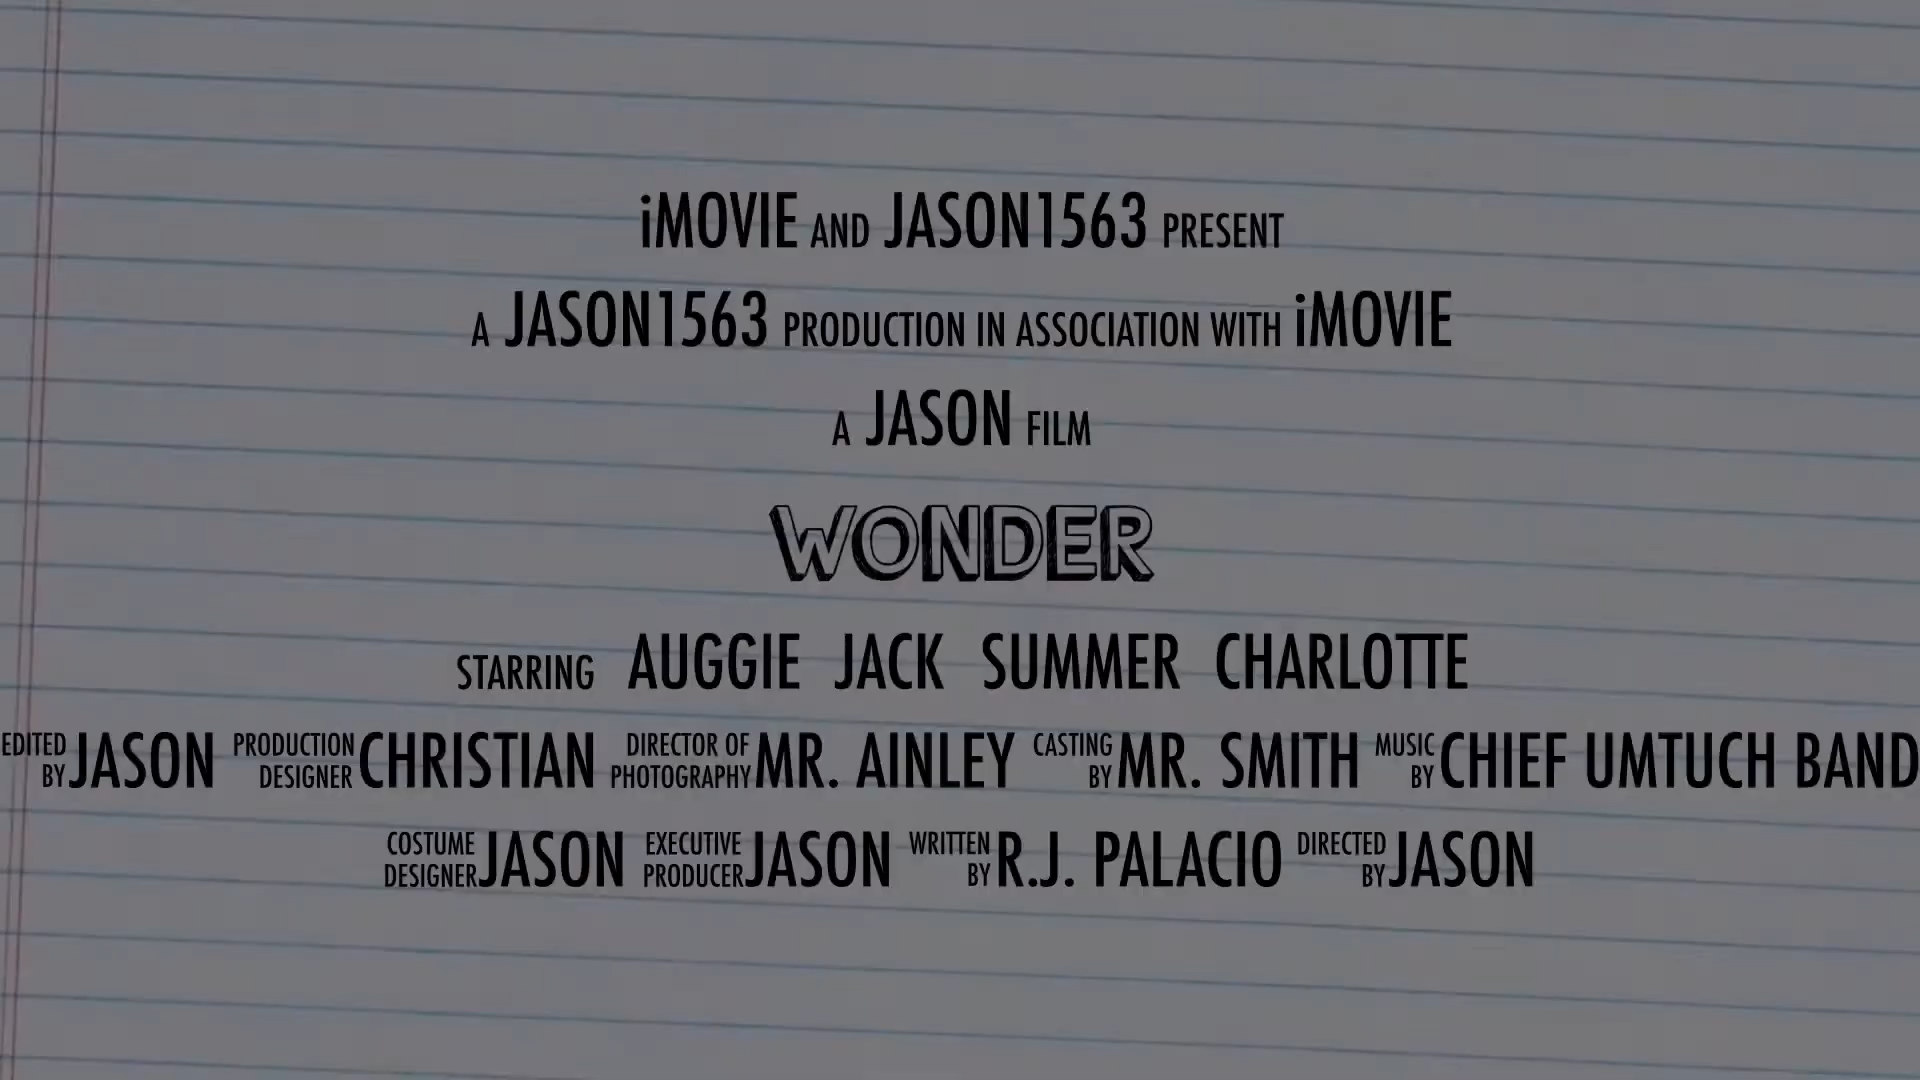 iMOVIE AND JASON1563 PRESENT
A JASON1563 PRODUCTION IN ASSOCIATION WITH iMOVIE
A JASON FILM
WONDER
STARRING AUGGIE JACK SUMMER CHARLOTTE
EDITED BY JASON PRODUCTION DESIGNER CHRISTIAN DIRECTOR OF PHOTOGRAPHY MR. AINLEY CASTING BY MR. SMITH MUSIC BY CHIEF UMTUCH BAND
COSTUME DESIGNER JASON EXECUTIVE PRODUCER JASON WRITTEN BY R.J. PALACIO DIRECTED BY JASON